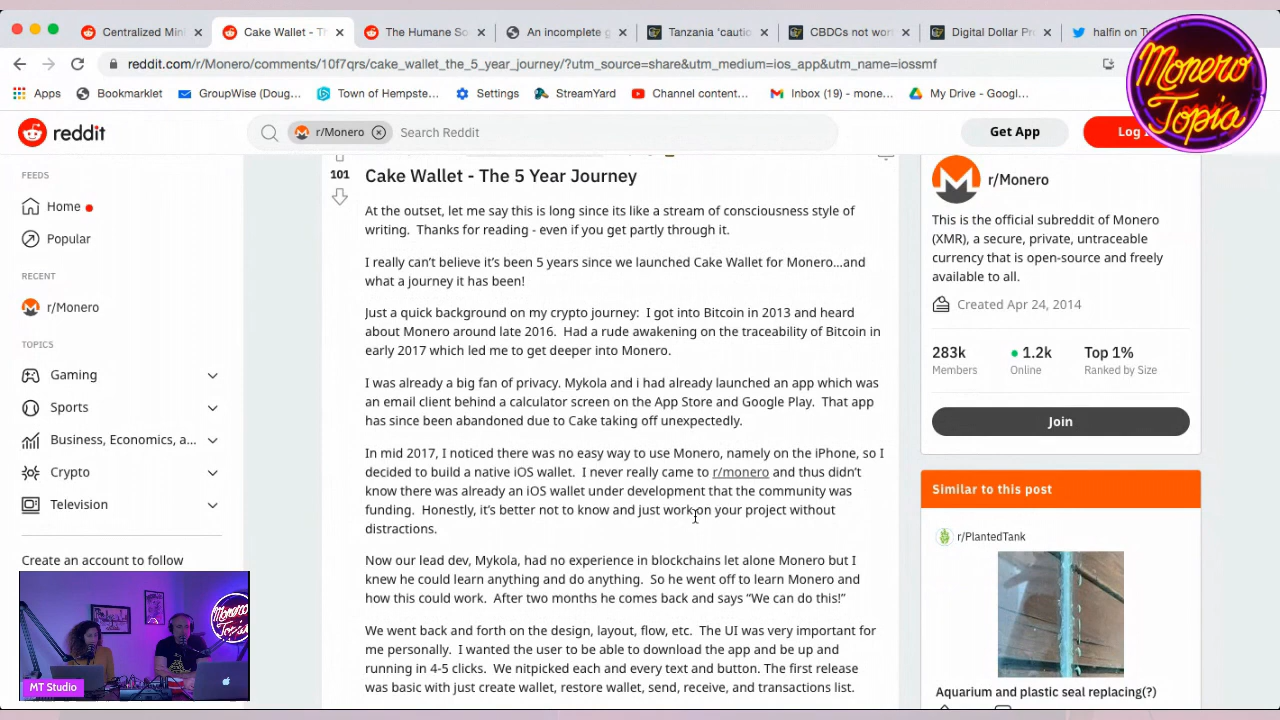 Centralized Mini
Cake Wallet - Th
The Humane So
An incomplete g
Tanzania 'cautio
CBDCs not wor
Digital Dollar Pr
halfin on Tw
reddit.com/r/Monero/comments/10f7qrs/cake_wallet_the_5_year_journey/?utm_source=share&utm_medium=ios_app&utm_name=iossmf
Apps
Bookmarklet
GroupWise (Doug...
Town of Hempste...
Settings
StreamYard
Channel content...
Inbox (19) - mone...
My Drive - Goog...
Monero
Topia
reddit
r/Monero
Search Reddit
Get App
Log I
FEEDS
Home
Popular
RECENT
r/Monero
TOPICS
Gaming
Sports
Business, Economics, a...
Crypto
Television
Create an account to follow
MT Studio
101
Cake Wallet - The 5 Year Journey
At the outset, let me say this is long since its like a stream of consciousness style of
writing. Thanks for reading - even if you get partly through it.
I really can't believe it's been 5 years since we launched Cake Wallet for Monero...and
what a journey it has been!
Just a quick background on my crypto journey: I got into Bitcoin in 2013 and heard
about Monero around late 2016. Had a rude awakening on the traceability of Bitcoin in
early 2017 which led me to get deeper into Monero.
I was already a big fan of privacy. Mykola and i had already launched an app which was
an email client behind a calculator screen on the App Store and Google Play. That app
has since been abandoned due to Cake taking off unexpectedly.
In mid 2017, I noticed there was no easy way to use Monero, namely on the iPhone, so I
decided to build a native iOS wallet. I never really came to r/monero and thus didn't
know there was already an iOS wallet under development that the community was
funding. Honestly, it's better not to know and just work on your project without
distractions.
Now our lead dev, Mykola, had no experience in blockchains let alone Monero but I
knew he could learn anything and do anything. So he went off to learn Monero and
how this could work. After two months he comes back and says “We can do this!”
We went back and forth on the design, layout, flow, etc. The UI was very important for
me personally. I wanted the user to be able to download the app and be up and
running in 4-5 clicks. We nitpicked each and every text and button. The first release
was basic with just create wallet, restore wallet, send, receive, and transactions list.
r/Monero
This is the official subreddit of Monero
(XMR), a secure, private, untraceable
currency that is open-source and freely
available to all.
Created Apr 24, 2014
283k
1.2k
Top 1%
Members
Online
Ranked by Size
Join
Similar to this post
r/PlantedTank
Aquarium and plastic seal replacing(?)